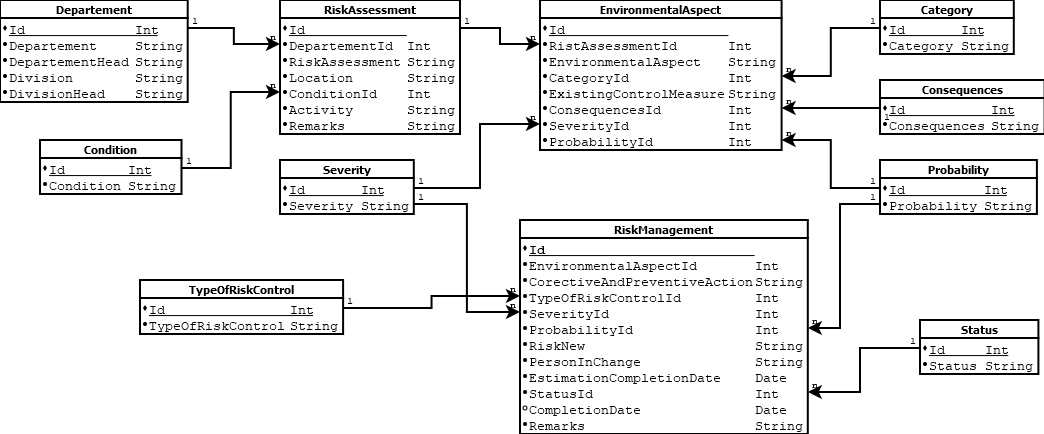 Departement
Id Int
Departement String
DepartementHead String
Division String
DivisionHead String
RiskAssessment
Id
DepartementId Int
RiskAssessment String
Location String
ConditionId Int
Activity String
Remarks String
EnvironmentalAspect
Id
RistAssessmentId Int
EnvironmentalAspect String
CategoryId Int
ExistingControlMeasure String
ConsequencesId Int
SeverityId Int
ProbabilityId Int
Category
Id Int
Category String
Consequences
Id Int
Consequences String
Condition
Id Int
Condition String
Severity
Id Int
Severity String
Probability
Id Int
Probability String
RiskManagement
Id
EnvironmentalAspectId Int
CorectiveAndPreventiveAction String
TypeOfRiskControlId Int
SeverityId Int
ProbabilityId Int
RiskNew String
PersonInChange String
EstimationCompletionDate Date
StatusId Int
CompletionDate Date
Remarks String
TypeOfRiskControl
Id Int
TypeOfRiskControl String
Status
Id Int
Status String
1
n
1
n
1
n
1
n
1
n
1
n
1
n
1
n
1
n
1
n
1
n